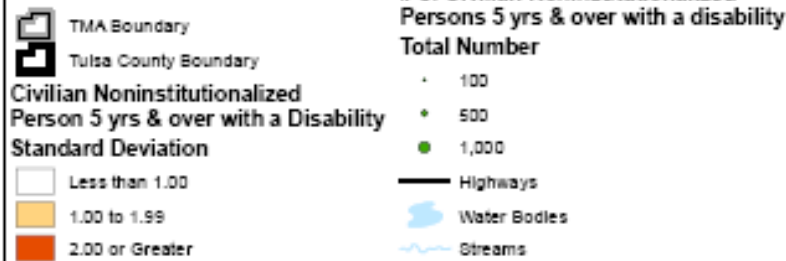 TMA Boundary
Tulsa County Boundary
Civilian Noninstitutionalized
Person 5 yrs & over with a Disability
Standard Deviation
Less than 1.00
1.00 to 1.99
2.00 or Greater
Persons 5 yrs & over with a disability
Total Number
100
500
1,000
Highways
Water Bodies
Streams